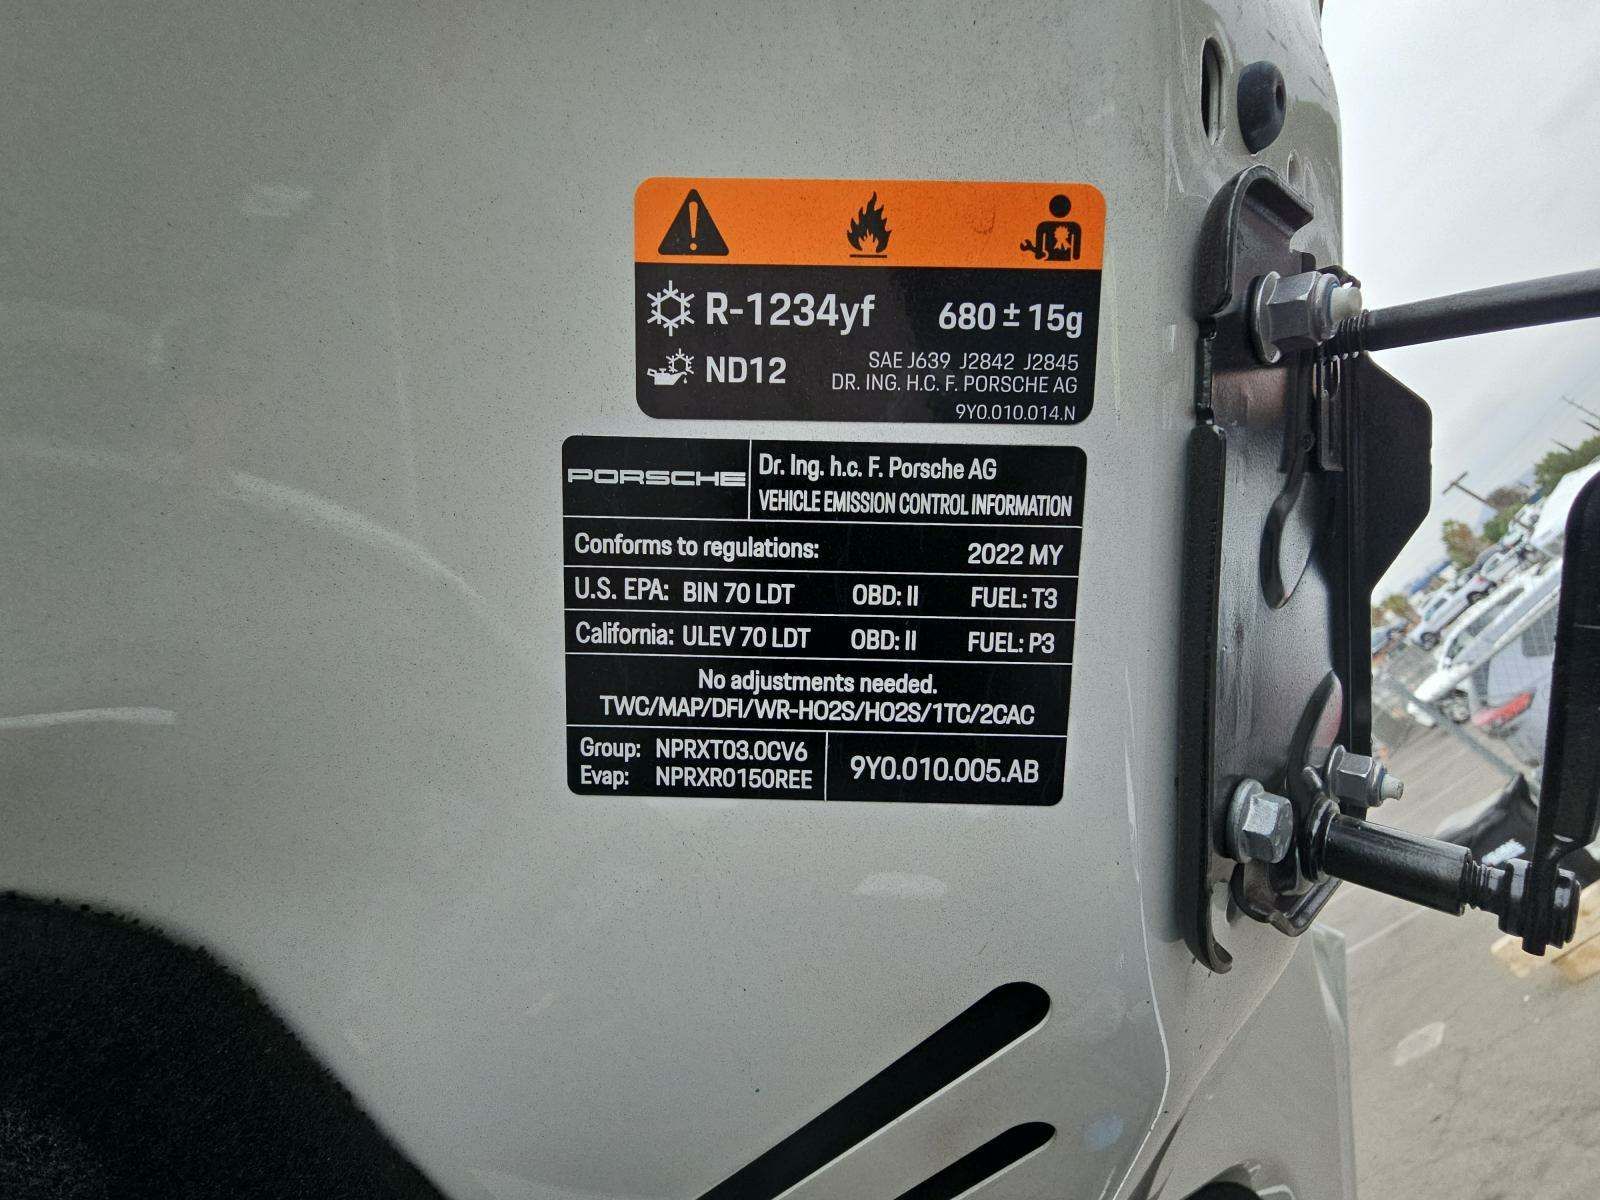 R-1234yf 680 ± 15g
ND12 SAE J639 J2842 J2845
DR. ING. H.C. F. PORSCHE AG
9Y0.010.014.N
PORSCHE Dr. Ing. h.c. F. Porsche AG
VEHICLE EMISSION CONTROL INFORMATION
Conforms to regulations: 2022 MY
U.S. EPA: BIN 70 LDT OBD: II FUEL: T3
California: ULEV 70 LDT OBD: II FUEL: P3
No adjustments needed.
TWC/MAP/DFI/WR-HO2S/HO2S/1TC/2CAC
Group: NPRXT03.0CV6
Evap: NPRXR0150REE
9Y0.010.005.AB